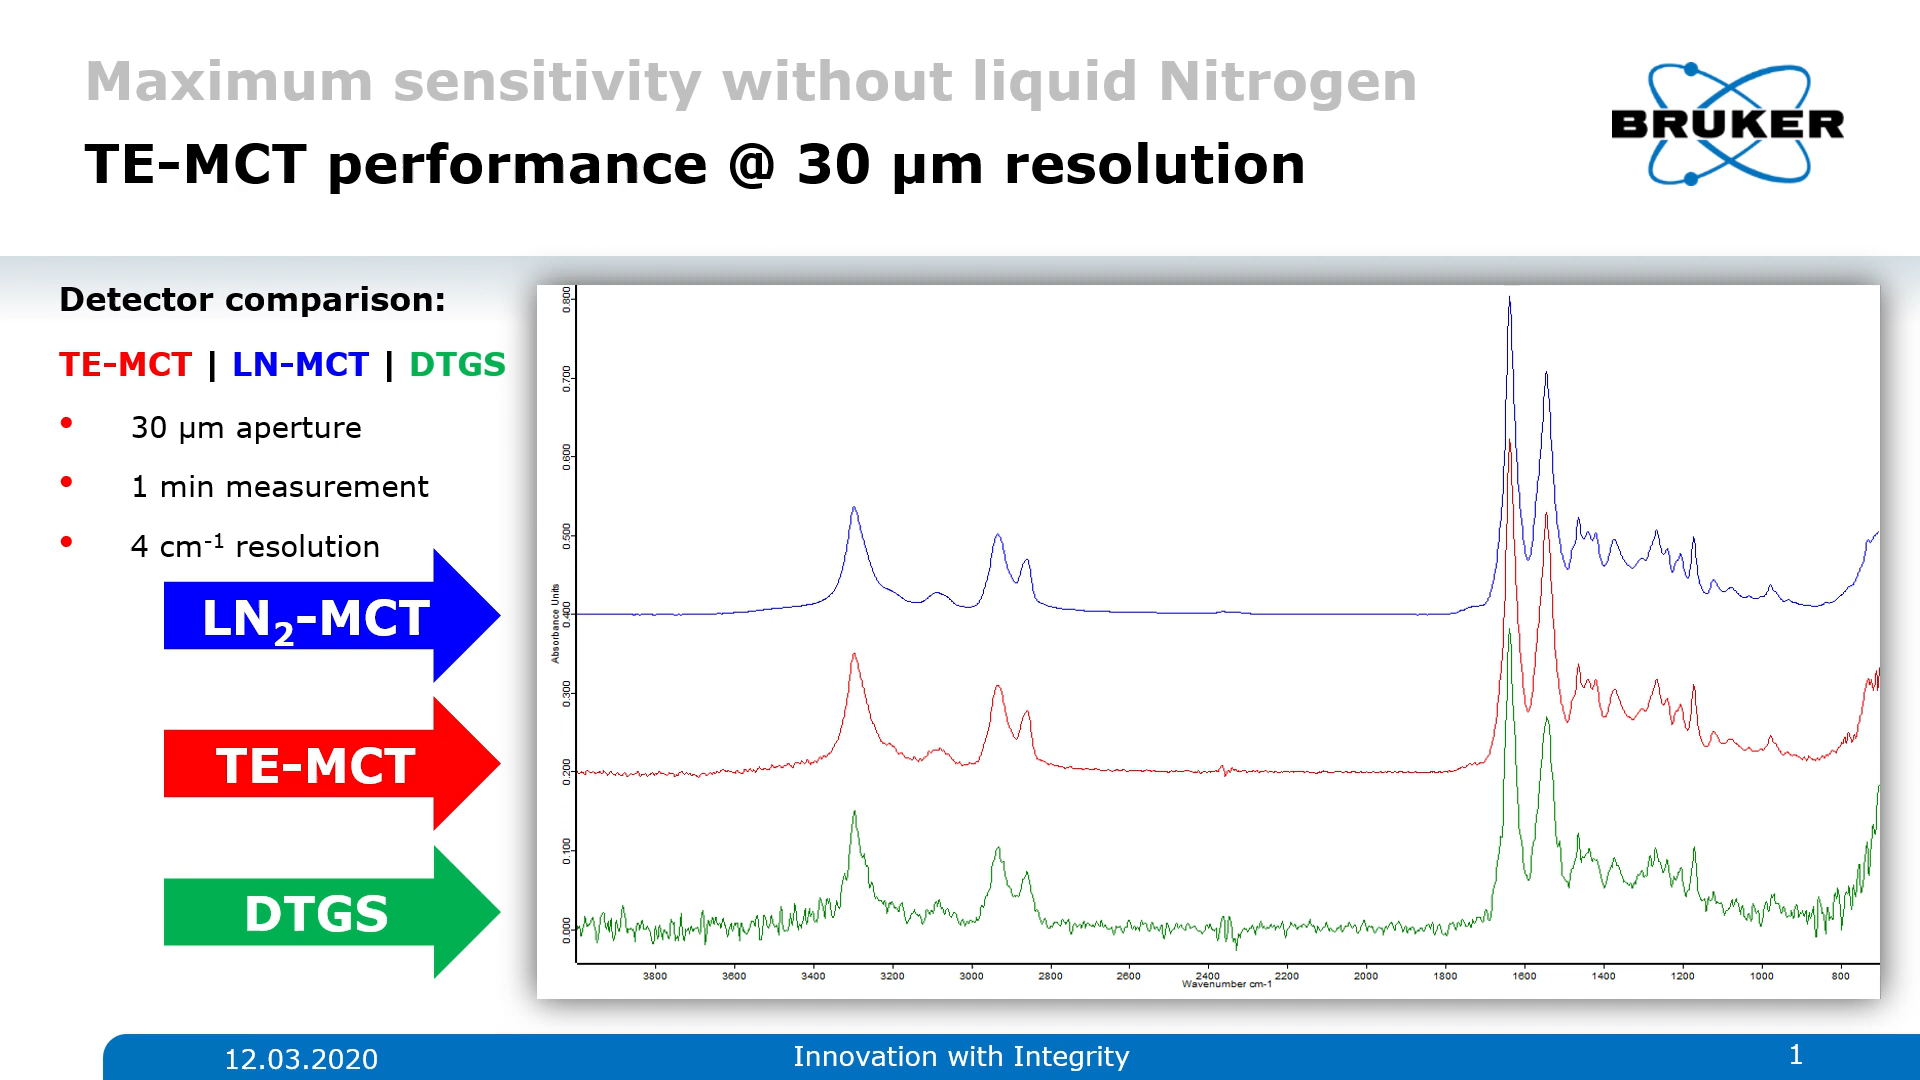 Maximum sensitivity without liquid Nitrogen
TE-MCT performance @ 30 µm resolution
BRUKER
Detector comparison:
TE-MCT | LN-MCT | DTGS
• 30 µm aperture
• 1 min measurement
• 4 cm⁻¹ resolution
LN₂-MCT
TE-MCT
DTGS
Absorbance Units
0.800
0.700
0.600
0.500
0.400
0.300
0.200
0.100
0.000
3800 3600 3400 3200 3000 2800 2600 2400 2200 2000 1800 1600 1400 1200 1000 800
Wavenumber cm-1
12.03.2020
Innovation with Integrity
1